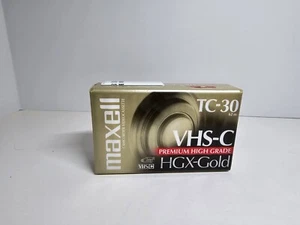 maxell
TC-30
VHS-C
PREMIUM HIGH GRADE
HGX-Gold